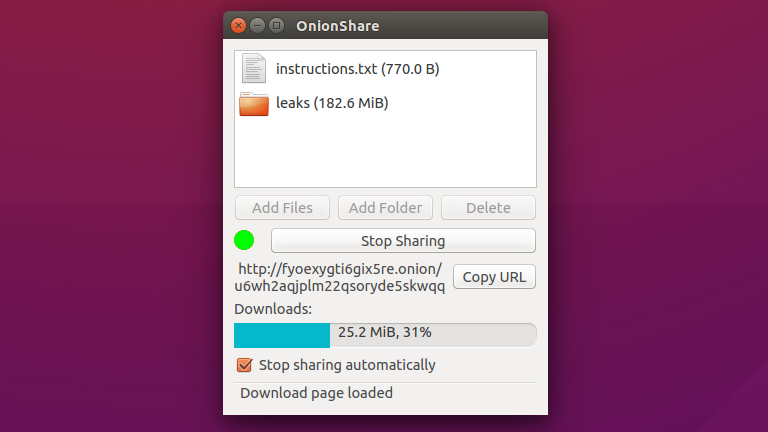 OnionShare
instructions.txt (770.0 B)
leaks (182.6 MiB)
Add Files
Add Folder
Delete
Stop Sharing
http://fyoexygti6gix5re.onion/
u6wh2aqjplm22qsoryde5skwqq
Copy URL
Downloads:
25.2 MiB, 31%
Stop sharing automatically
Download page loaded